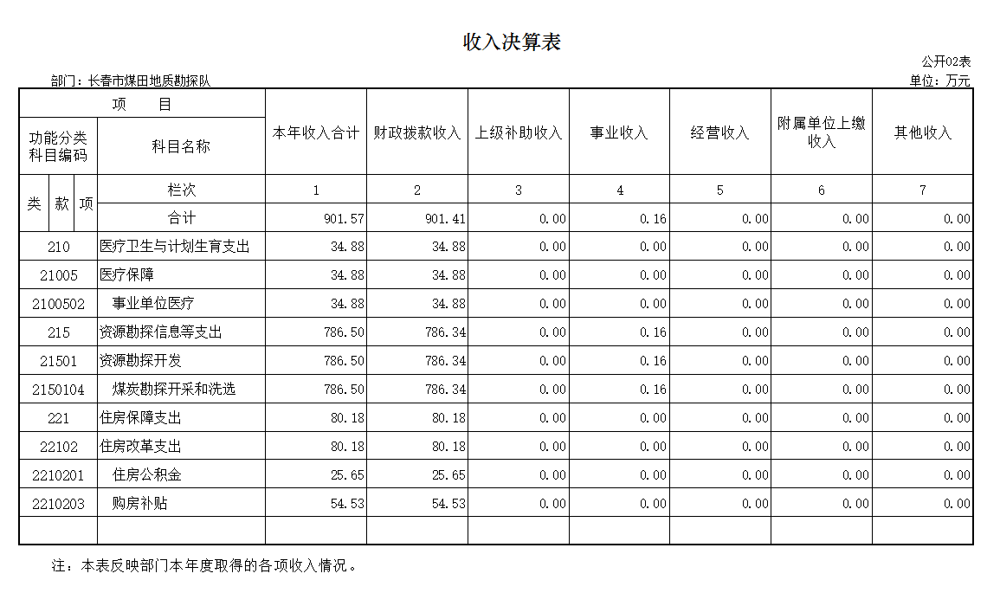 收入决算表
公开02表
部门：长春市煤田地质勘探队 单位：万元
项 目 本年收入合计 财政拨款收入 上级补助收入 事业收入 经营收入 附属单位上缴收入 其他收入
功能分类科目编码 科目名称
类 款 项 栏次 1 2 3 4 5 6 7
合计 901.57 901.41 0.00 0.16 0.00 0.00 0.00
210 医疗卫生与计划生育支出 34.88 34.88 0.00 0.00 0.00 0.00 0.00
21005 医疗保障 34.88 34.88 0.00 0.00 0.00 0.00 0.00
2100502 事业单位医疗 34.88 34.88 0.00 0.00 0.00 0.00 0.00
215 资源勘探信息等支出 786.50 786.34 0.00 0.16 0.00 0.00 0.00
21501 资源勘探开发 786.50 786.34 0.00 0.16 0.00 0.00 0.00
2150104 煤炭勘探开采和洗选 786.50 786.34 0.00 0.16 0.00 0.00 0.00
221 住房保障支出 80.18 80.18 0.00 0.00 0.00 0.00 0.00
22102 住房改革支出 80.18 80.18 0.00 0.00 0.00 0.00 0.00
2210201 住房公积金 25.65 25.65 0.00 0.00 0.00 0.00 0.00
2210203 购房补贴 54.53 54.53 0.00 0.00 0.00 0.00 0.00
注：本表反映部门本年度取得的各项收入情况。